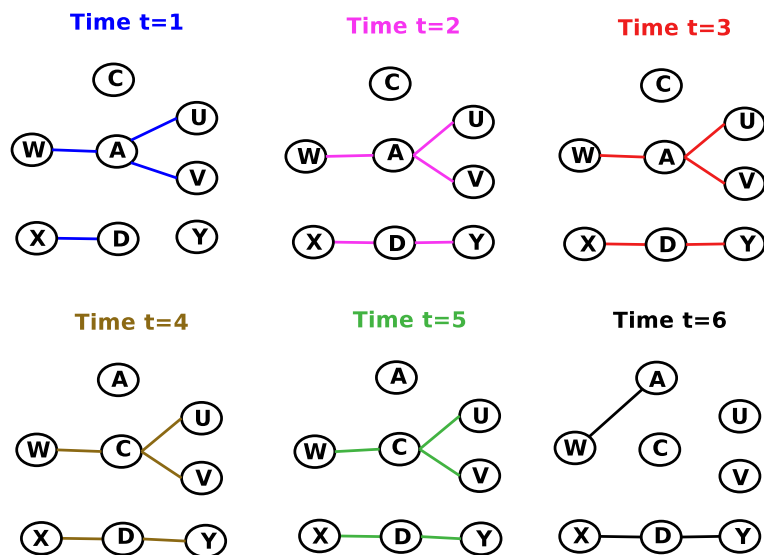 Time t=1
C
U
W A
V
X D Y
Time t=2
C
U
W A
V
X D Y
Time t=3
C
U
W A
V
X D Y
Time t=4
A
U
W C
V
X D Y
Time t=5
A
U
W C
V
X D Y
Time t=6
A
U
W C
V
X D Y